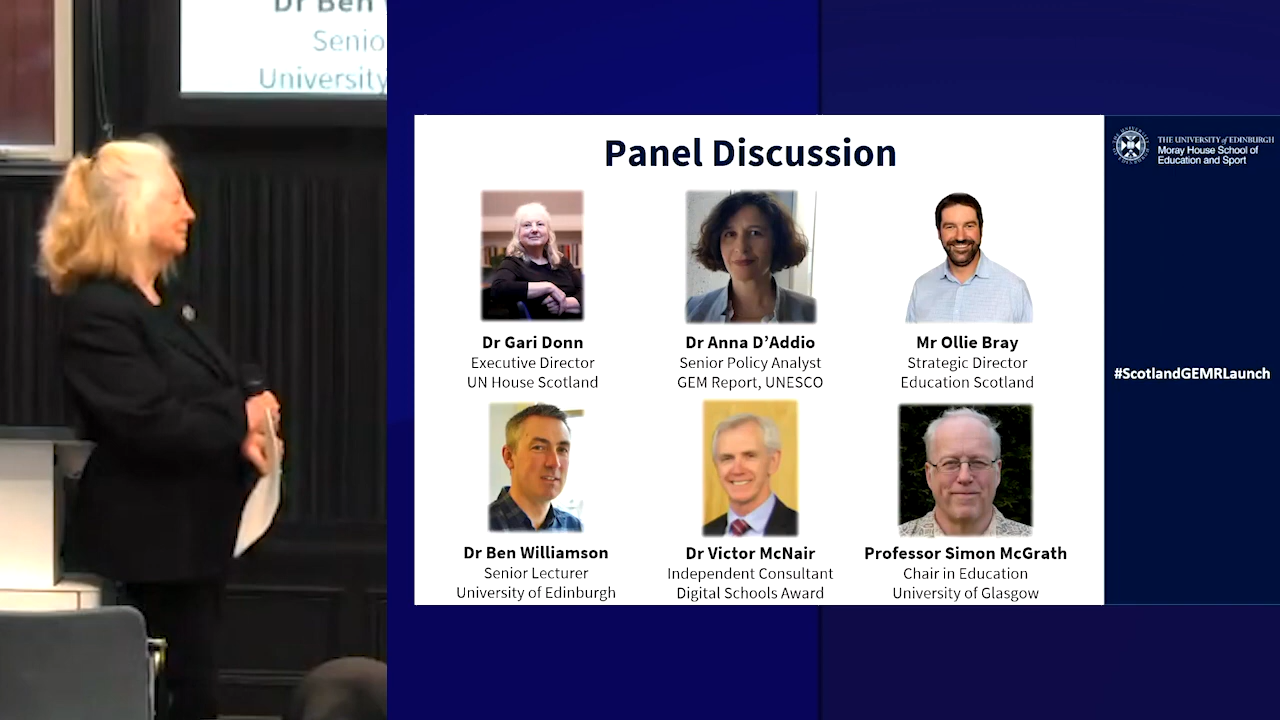 Dr Ben
Senio
University
Panel Discussion
THE UNIVERSITY of EDINBURGH
Moray House School of
Education and Sport
Dr Gari Donn
Executive Director
UN House Scotland
Dr Anna D'Addio
Senior Policy Analyst
GEM Report, UNESCO
Mr Ollie Bray
Strategic Director
Education Scotland
#ScotlandGEMRLaunch
Dr Ben Williamson
Senior Lecturer
University of Edinburgh
Dr Victor McNair
Independent Consultant
Digital Schools Award
Professor Simon McGrath
Chair in Education
University of Glasgow